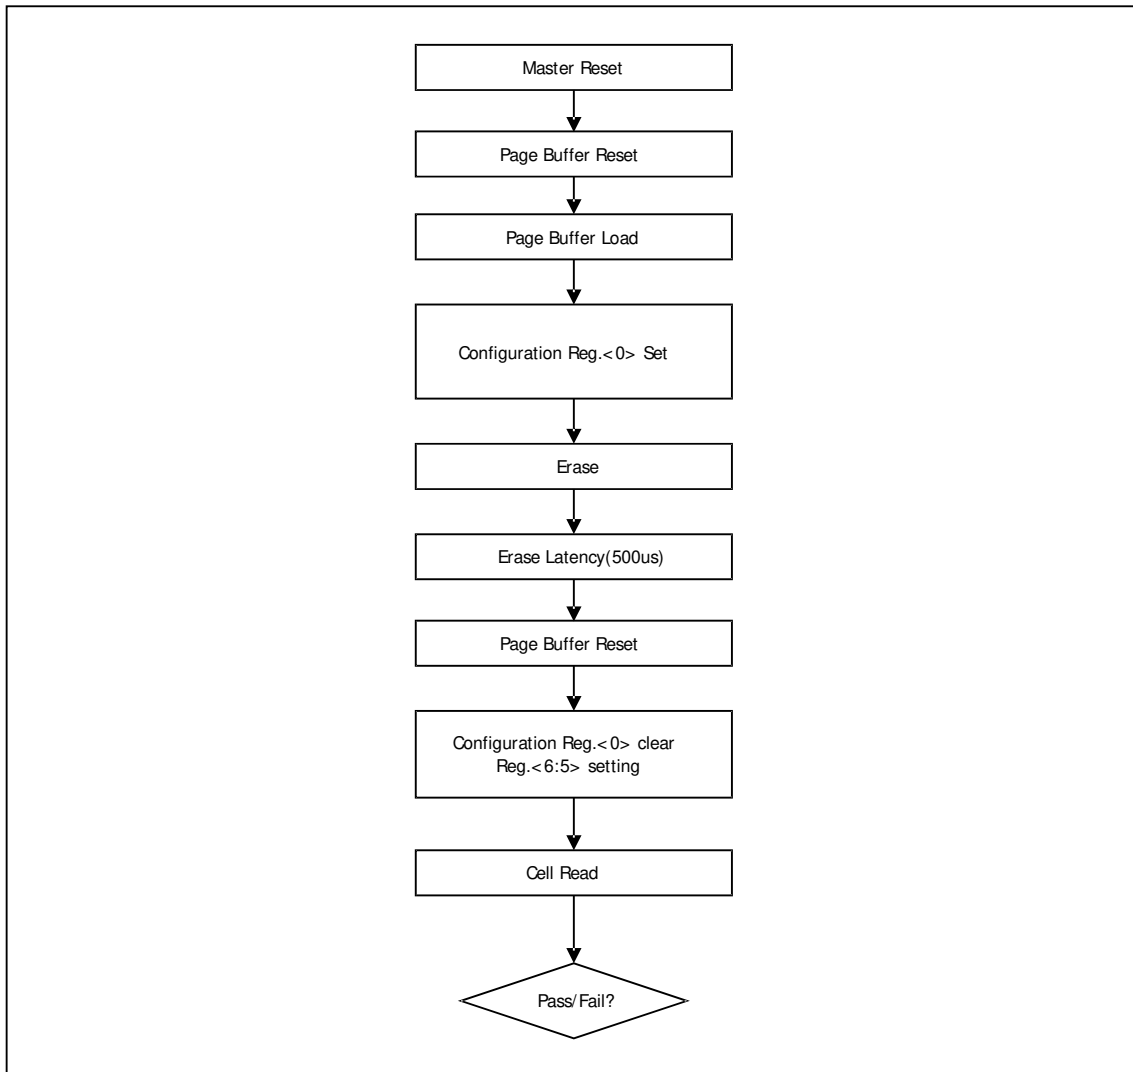 Master Reset
Page Buffer Reset
Page Buffer Load
Configuration Reg.<0> Set
Erase
Erase Latency(500us)
Page Buffer Reset
Configuration Reg.<0> clear
Reg.<6:5> setting
Cell Read
Pass/Fail?